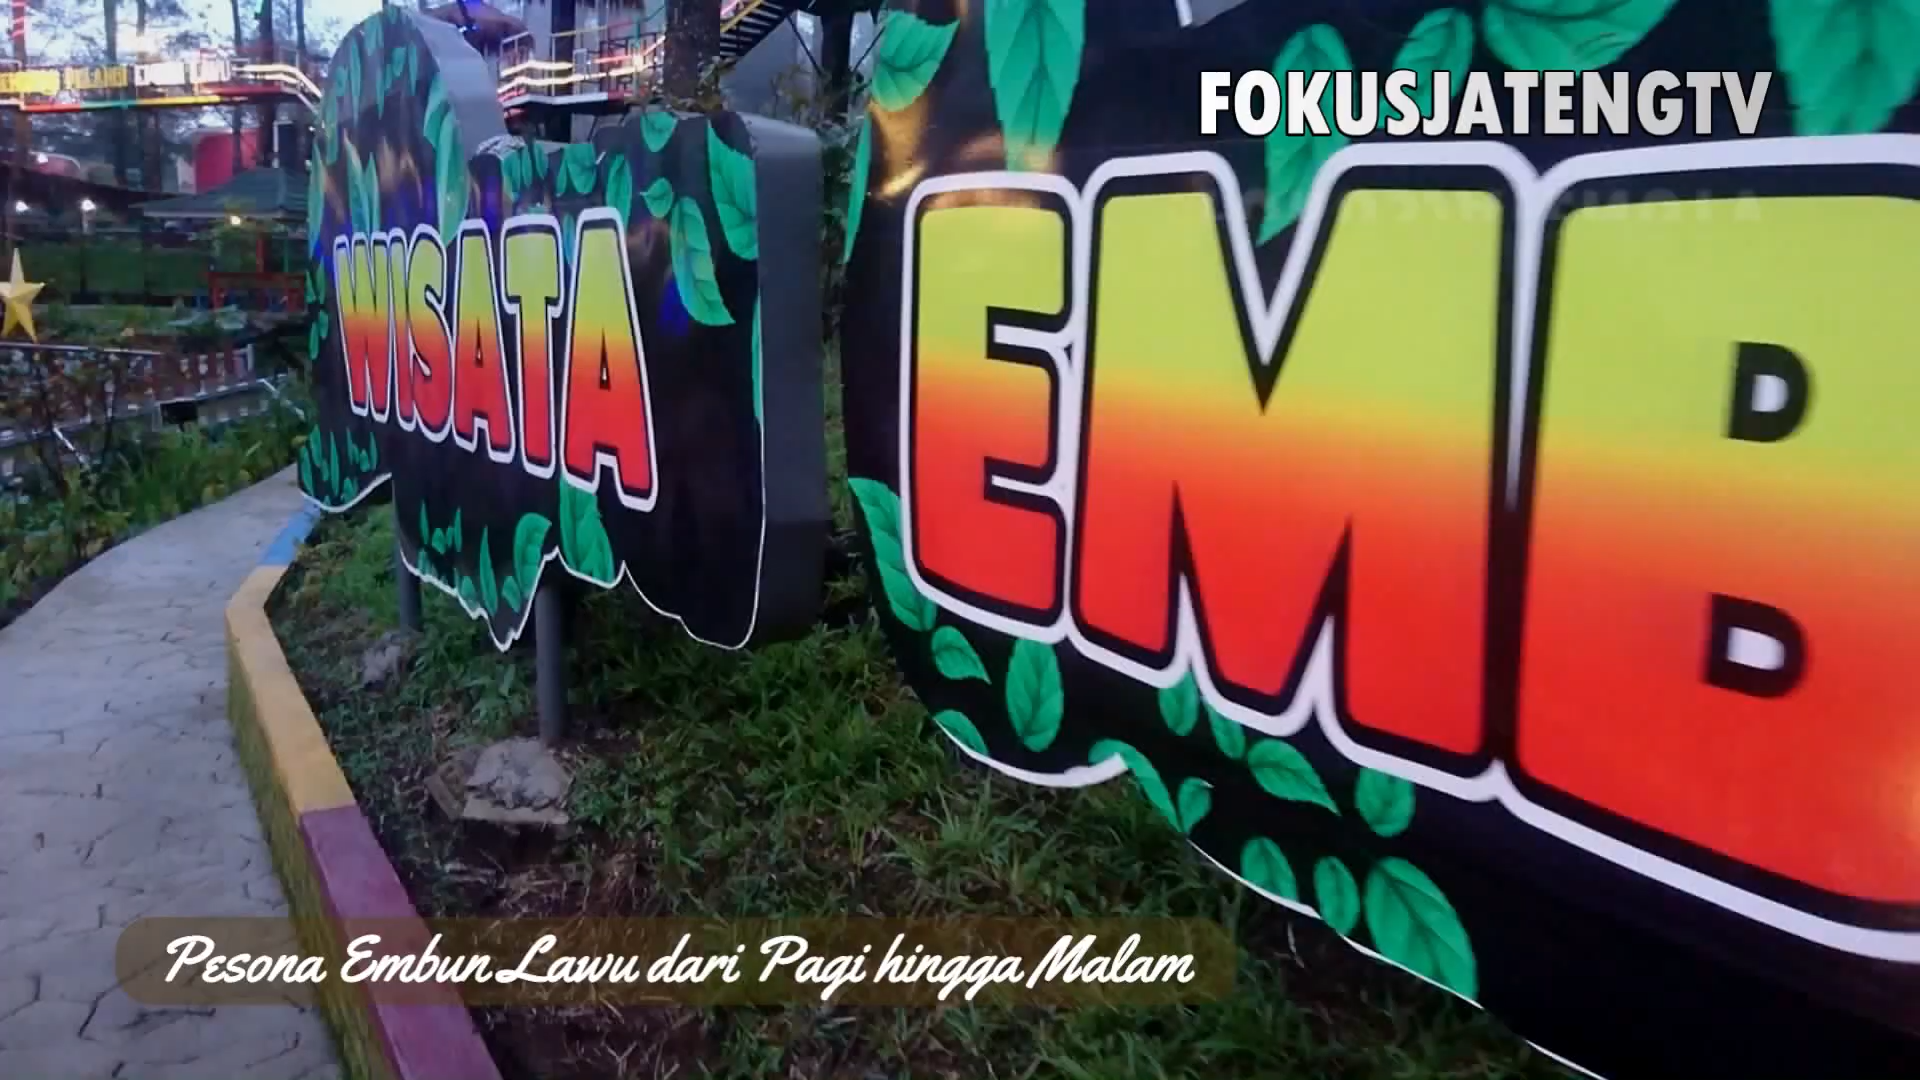 FOKUSJATENGTV
WISATA
EMB
Pesona Embun Lawu dari Pagi hingga Malam